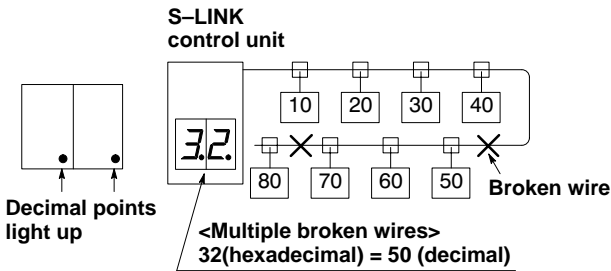 S–LINK
control unit
10 20 30 40
3.2.
80 70 60 50
Broken wire
Decimal points
light up
<Multiple broken wires>
32(hexadecimal) = 50 (decimal)